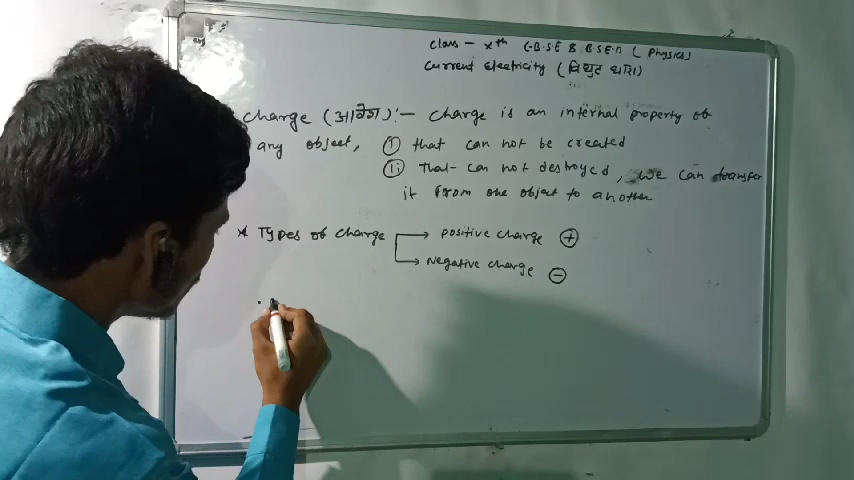 Class - Xth C.B.S.E & B.S.E.B ( Physics)
Current Electricity (विधुत धारा)
Charge (आवेग) :- Charge is an internal property of
any object, (i) that can not be created
(ii) That can not destroyed, we can transfer
it from one object to another
* Types of charge → positive charge +
→ negative charge -